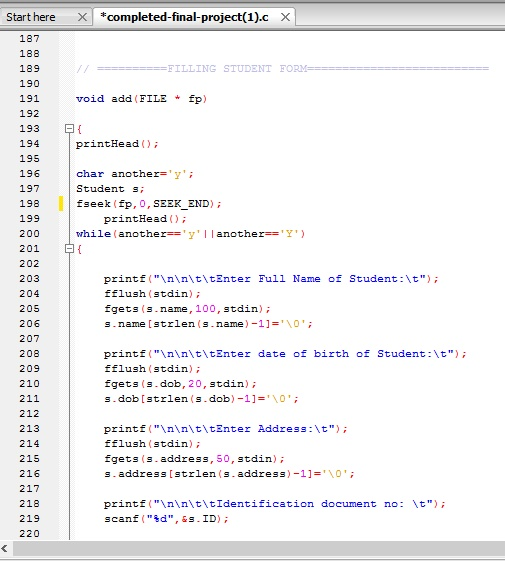 Start here × *completed-final-project(1).c ×
187
188
189 // ==========FILLING STUDENT FORM==========================
190
191 void add(FILE * fp)
192
193 {
194 printHead();
195
196 char another='y';
197 Student s;
198 fseek(fp,0,SEEK_END);
199 printHead();
200 while(another=='y'||another=='Y')
201 {
202
203 printf("\n\n\t\tEnter Full Name of Student:\t");
204 fflush(stdin);
205 fgets(s.name,100,stdin);
206 s.name[strlen(s.name)-1]='\0';
207
208 printf("\n\n\t\tEnter date of birth of Student:\t");
209 fflush(stdin);
210 fgets(s.dob,20,stdin);
211 s.dob[strlen(s.dob)-1]='\0';
212
213 printf("\n\n\t\tEnter Address:\t");
214 fflush(stdin);
215 fgets(s.address,50,stdin);
216 s.address[strlen(s.address)-1]='\0';
217
218 printf("\n\n\t\tIdentification document no: \t");
219 scanf("%d",&s.ID);
220